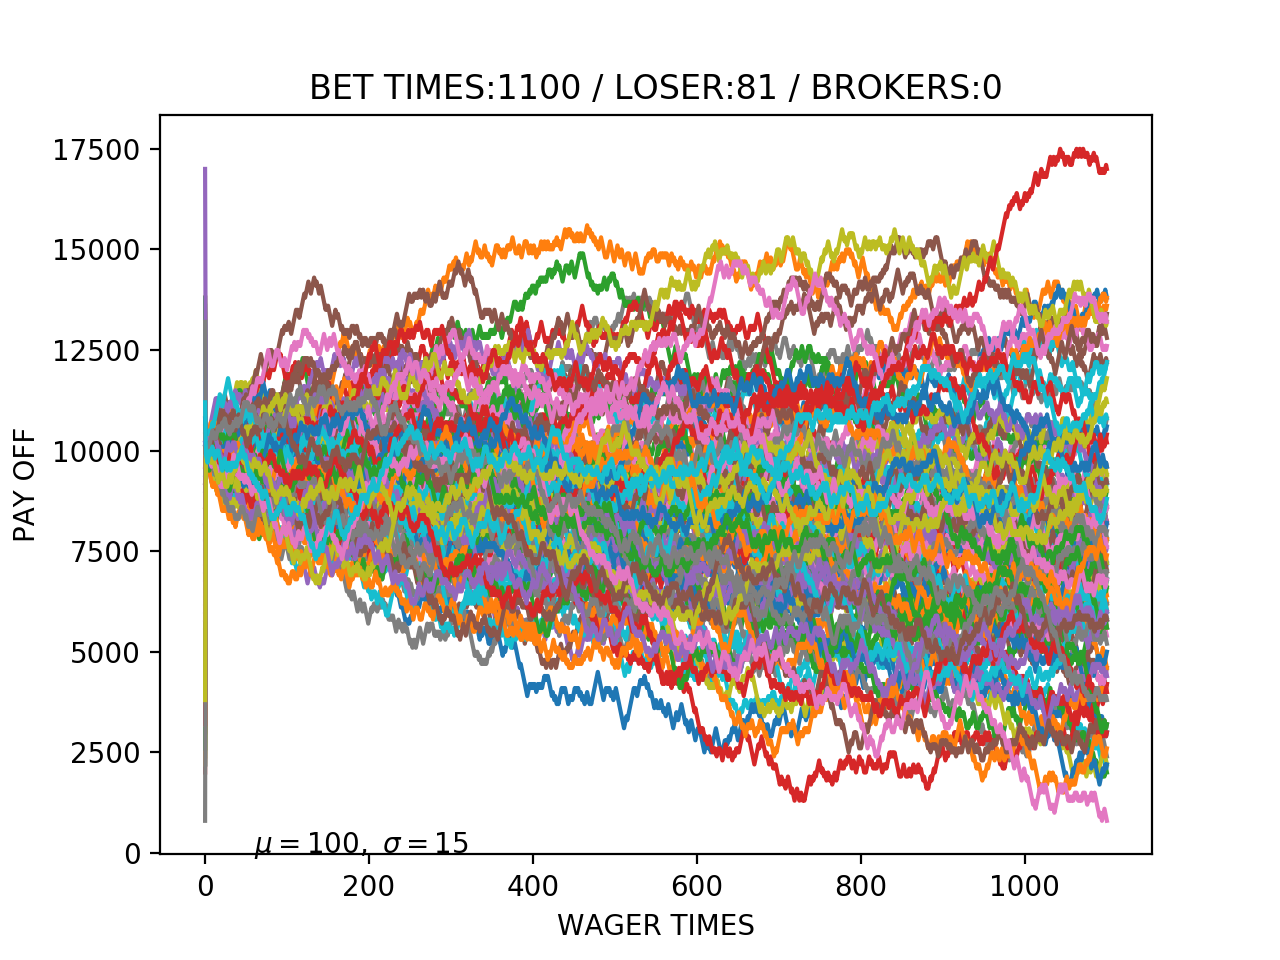 BET TIMES:1100 / LOSER:81 / BROKERS:0
17500
15000
12500
10000
7500
5000
2500
0
PAY OFF
μ = 100, σ = 15
0 200 400 600 800 1000
WAGER TIMES